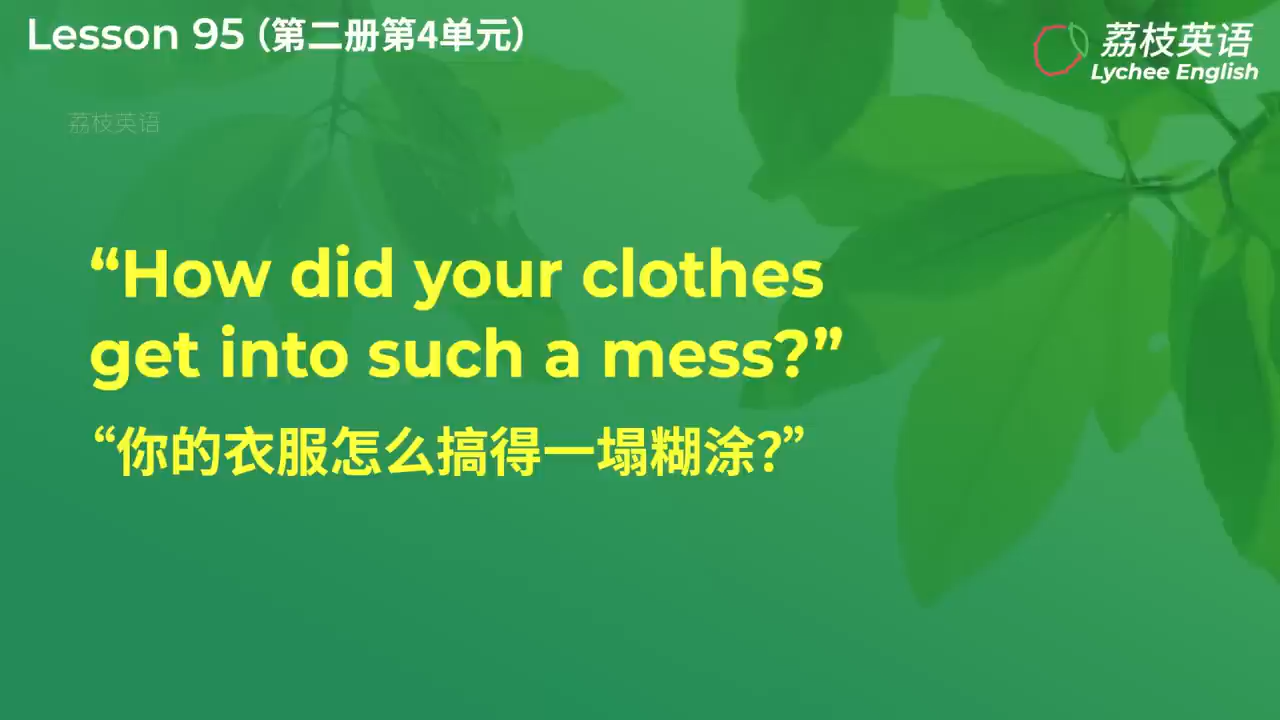 Lesson 95（第二册第4单元）
荔枝英语
Lychee English
荔枝英语
“How did your clothes
get into such a mess?”
“你的衣服怎么搞得一塌糊涂？”